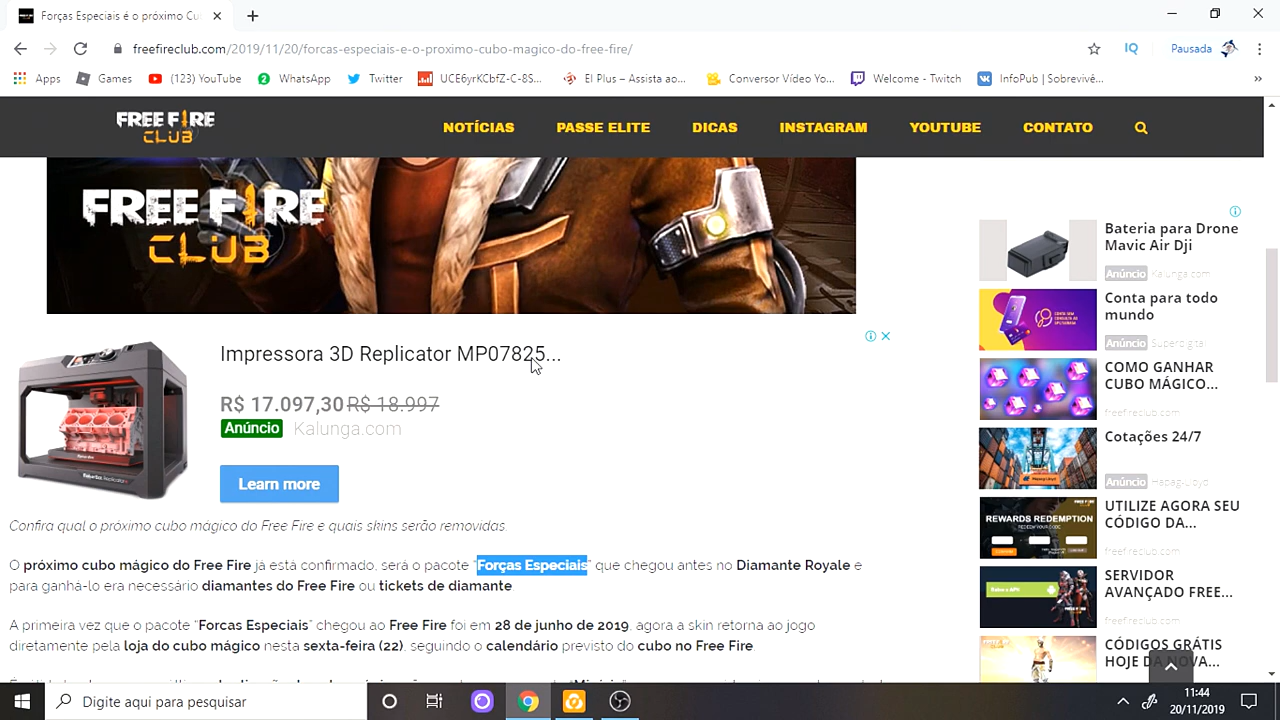 Forças Especiais é o próximo Cu
freefireclub.com/2019/11/20/forcas-especiais-e-o-proximo-cubo-magico-do-free-fire/
IQ
Pausada
Apps
Games
(123) YouTube
WhatsApp
Twitter
UCE6yrKCbfZ-C-8S...
EI Plus – Assista ao...
Conversor Vídeo Yo...
Welcome - Twitch
InfoPub | Sobrevivê...
FREE FIRE
CLUB
NOTÍCIAS
PASSE ELITE
DICAS
INSTAGRAM
YOUTUBE
CONTATO
FREE FIRE
CLUB
Impressora 3D Replicator MP07825...
R$ 17.097,30 R$ 18.997
Anúncio Kalunga.com
Learn more
Confira qual o próximo cubo mágico do Free Fire e quais skins serão removidas.
O próximo cubo mágico do Free Fire já está confirmado, será o pacote “Forças Especiais” que chegou antes no Diamante Royale e
para ganhá-lo era necessário diamantes do Free Fire ou tickets de diamante.
A primeira vez que o pacote “Forcas Especiais” chegou ao Free Fire foi em 28 de junho de 2019, agora a skin retorna ao jogo
diretamente pela loja do cubo mágico nesta sexta-feira (22), seguindo o calendário previsto do cubo no Free Fire
Bateria para Drone
Mavic Air Dji
Anúncio Kalunga.com
Conta para todo
mundo
Anúncio
COMO GANHAR
CUBO MÁGICO...
freefireclub.com
Cotações 24/7
Anúncio Hapag-Lloyd
REWARDS REDEMPTION
UTILIZE AGORA SEU
CÓDIGO DA...
freefireclub.com
SERVIDOR
AVANÇADO FREE...
freefireclub.com
CÓDIGOS GRÁTIS
HOJE DA NOVA...
Digite aqui para pesquisar
11:44
20/11/2019